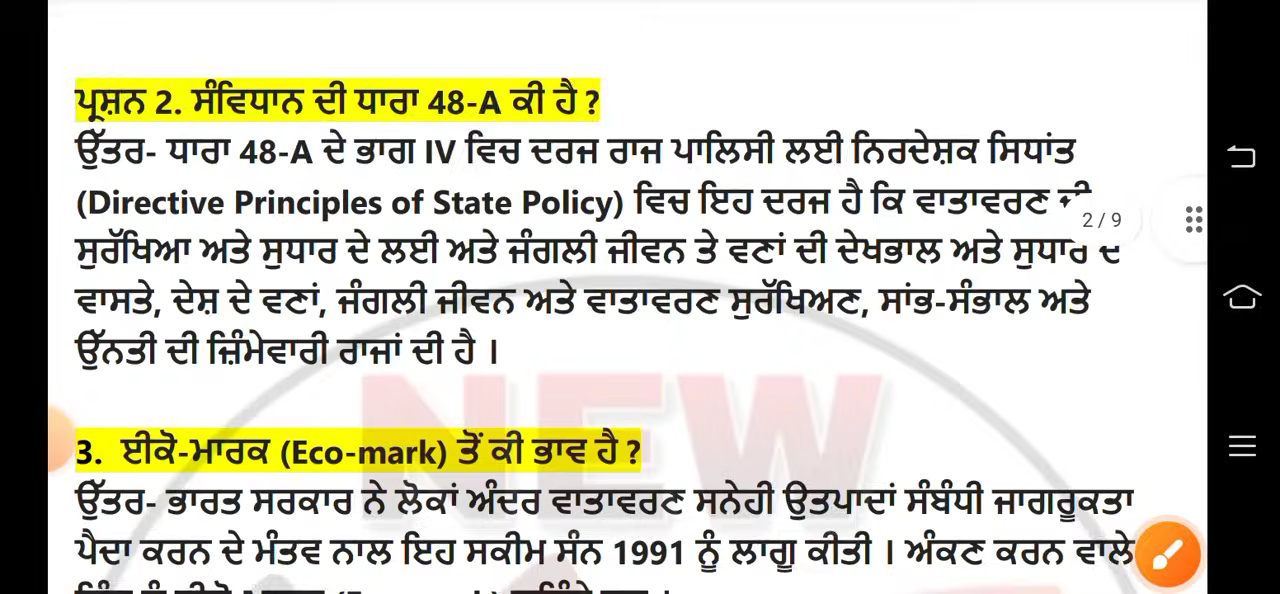 ਪ੍ਰਸ਼ਨ 2. ਸੰਵਿਧਾਨ ਦੀ ਧਾਰਾ 48-A ਕੀ ਹੈ ?
ਉੱਤਰ- ਧਾਰਾ 48-A ਦੇ ਭਾਗ IV ਵਿਚ ਦਰਜ ਰਾਜ ਪਾਲਿਸੀ ਲਈ ਨਿਰਦੇਸ਼ਕ ਸਿਧਾਂਤ
(Directive Principles of State Policy) ਵਿਚ ਇਹ ਦਰਜ ਹੈ ਕਿ ਵਾਤਾਵਰਣ
2 / 9
ਸੁਰੱਖਿਆ ਅਤੇ ਸੁਧਾਰ ਦੇ ਲਈ ਅਤੇ ਜੰਗਲੀ ਜੀਵਨ ਤੇ ਵਣਾਂ ਦੀ ਦੇਖਭਾਲ ਅਤੇ ਸੁਧਾਰ
ਵਾਸਤੇ, ਦੇਸ਼ ਦੇ ਵਣਾਂ, ਜੰਗਲੀ ਜੀਵਨ ਅਤੇ ਵਾਤਾਵਰਣ ਸੁਰੱਖਿਅਣ, ਸਾਂਭ-ਸੰਭਾਲ ਅਤੇ
ਉੱਨਤੀ ਦੀ ਜ਼ਿੰਮੇਵਾਰੀ ਰਾਜਾਂ ਦੀ ਹੈ ।
NEW
3. ਈਕੋ-ਮਾਰਕ (Eco-mark) ਤੋਂ ਕੀ ਭਾਵ ਹੈ ?
ਉੱਤਰ- ਭਾਰਤ ਸਰਕਾਰ ਨੇ ਲੋਕਾਂ ਅੰਦਰ ਵਾਤਾਵਰਣ ਸਨੇਹੀ ਉਤਪਾਦਾਂ ਸੰਬੰਧੀ ਜਾਗਰੂਕਤਾ
ਪੈਦਾ ਕਰਨ ਦੇ ਮੰਤਵ ਨਾਲ ਇਹ ਸਕੀਮ ਸੰਨ 1991 ਨੂੰ ਲਾਗੂ ਕੀਤੀ । ਅੰਕਣ ਕਰਨ ਵਾਲੇ